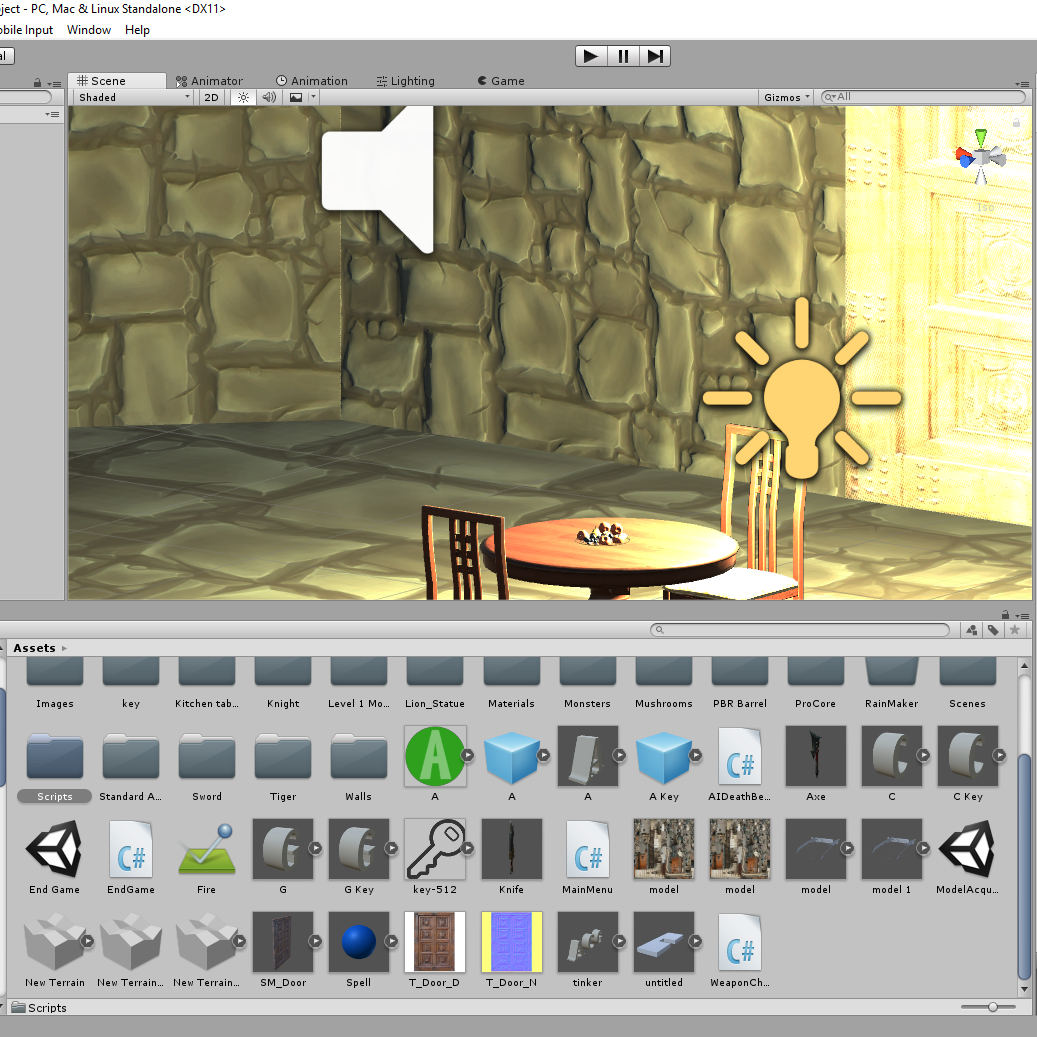 ject - PC, Mac & Linux Standalone <DX11>
obile Input Window Help
al
Scene Animator Animation Lighting Game
Shaded 2D Gizmos All
Iso
Assets
Images key Kitchen tab... Knight Level 1 Mo... Lion_Statue Materials Monsters Mushrooms PBR Barrel ProCore RainMaker Scenes
A C#
Scripts Standard A... Sword Tiger Walls A A A A Key AIDeathBe... Axe C C Key
C# C#
End Game EndGame Fire G G Key key-512 Knife MainMenu model model model model 1 ModelAcqu...
C#
New Terrain New Terrain... New Terrain... SM_Door Spell T_Door_D T_Door_N tinker untitled WeaponCh...
Scripts